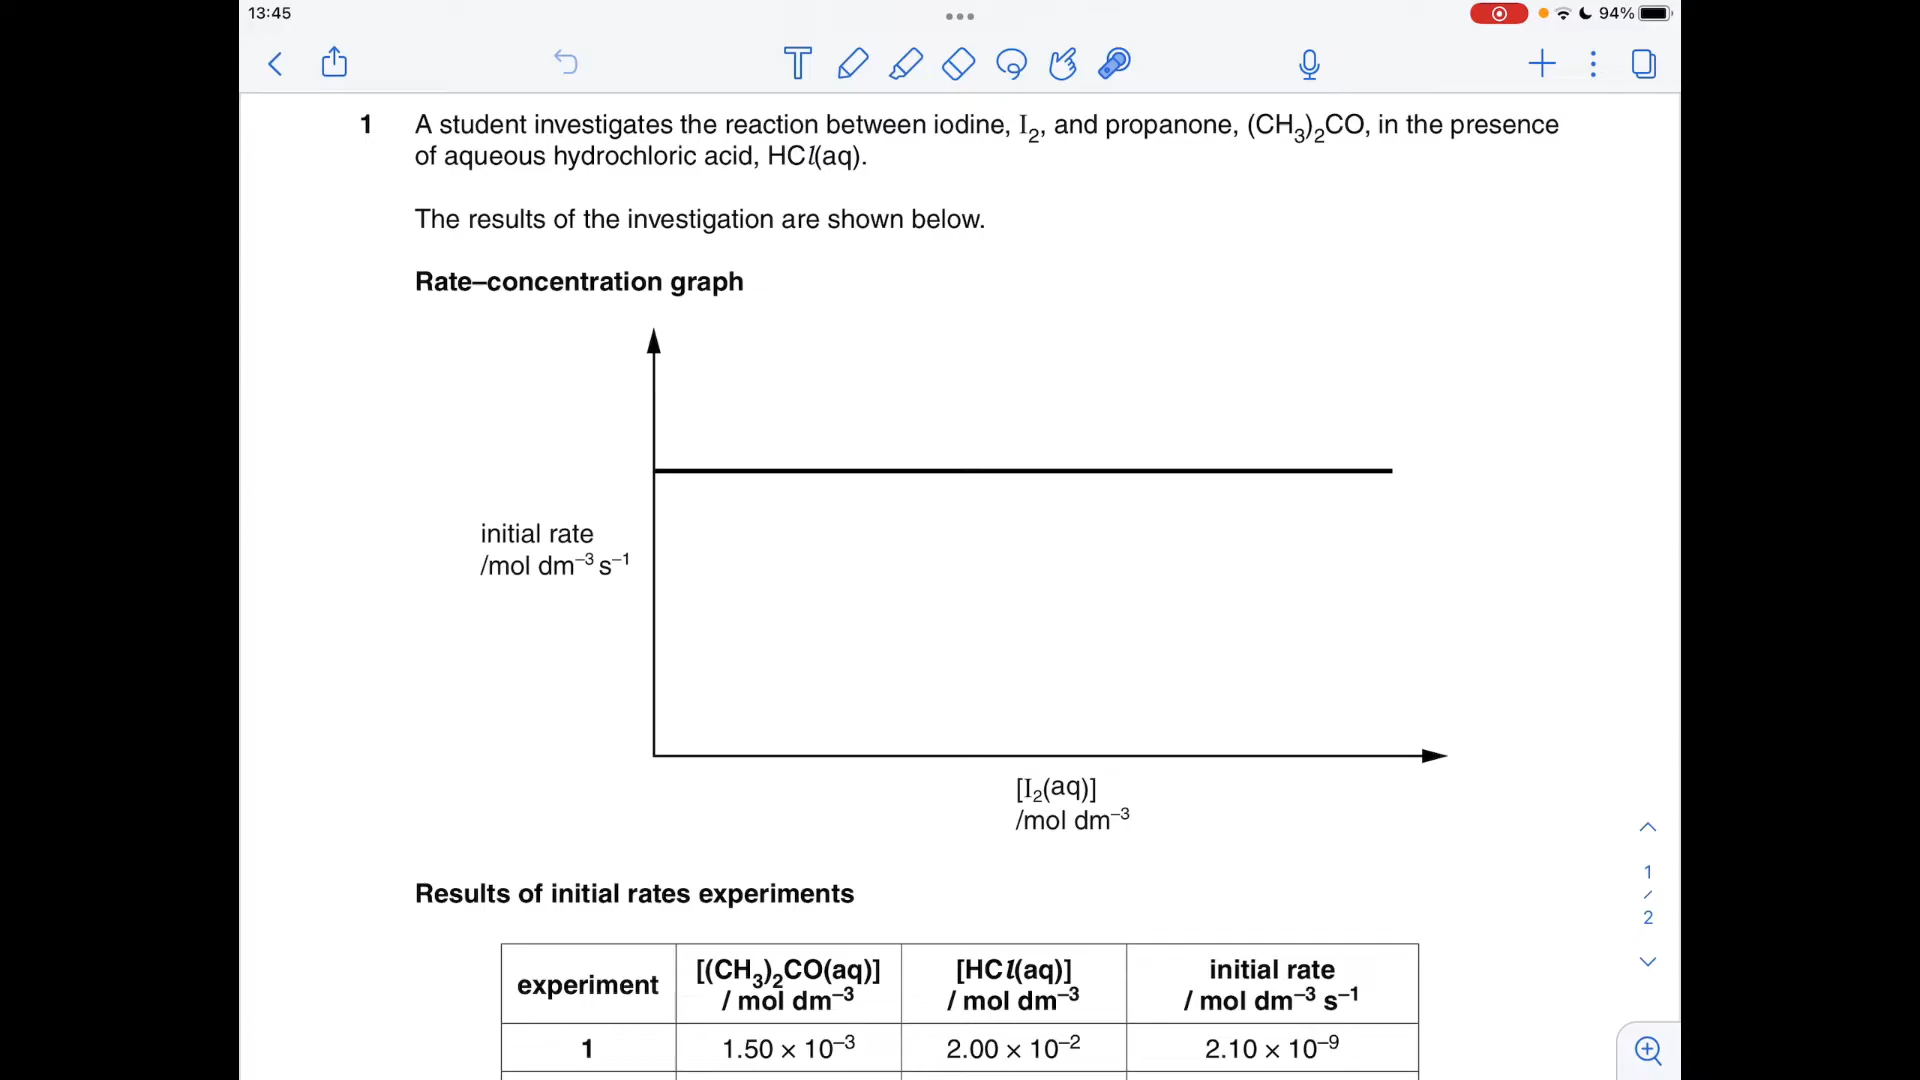 13:45
94%
1 A student investigates the reaction between iodine, I₂, and propanone, (CH₃)₂CO, in the presence
of aqueous hydrochloric acid, HCl(aq).
The results of the investigation are shown below.
Rate–concentration graph
initial rate
/mol dm⁻³ s⁻¹
[I₂(aq)]
/mol dm⁻³
1
/
2
Results of initial rates experiments
experiment [(CH₃)₂CO(aq)] / mol dm⁻³ [HCl(aq)] / mol dm⁻³ initial rate / mol dm⁻³ s⁻¹
1 1.50 × 10⁻³ 2.00 × 10⁻² 2.10 × 10⁻⁹